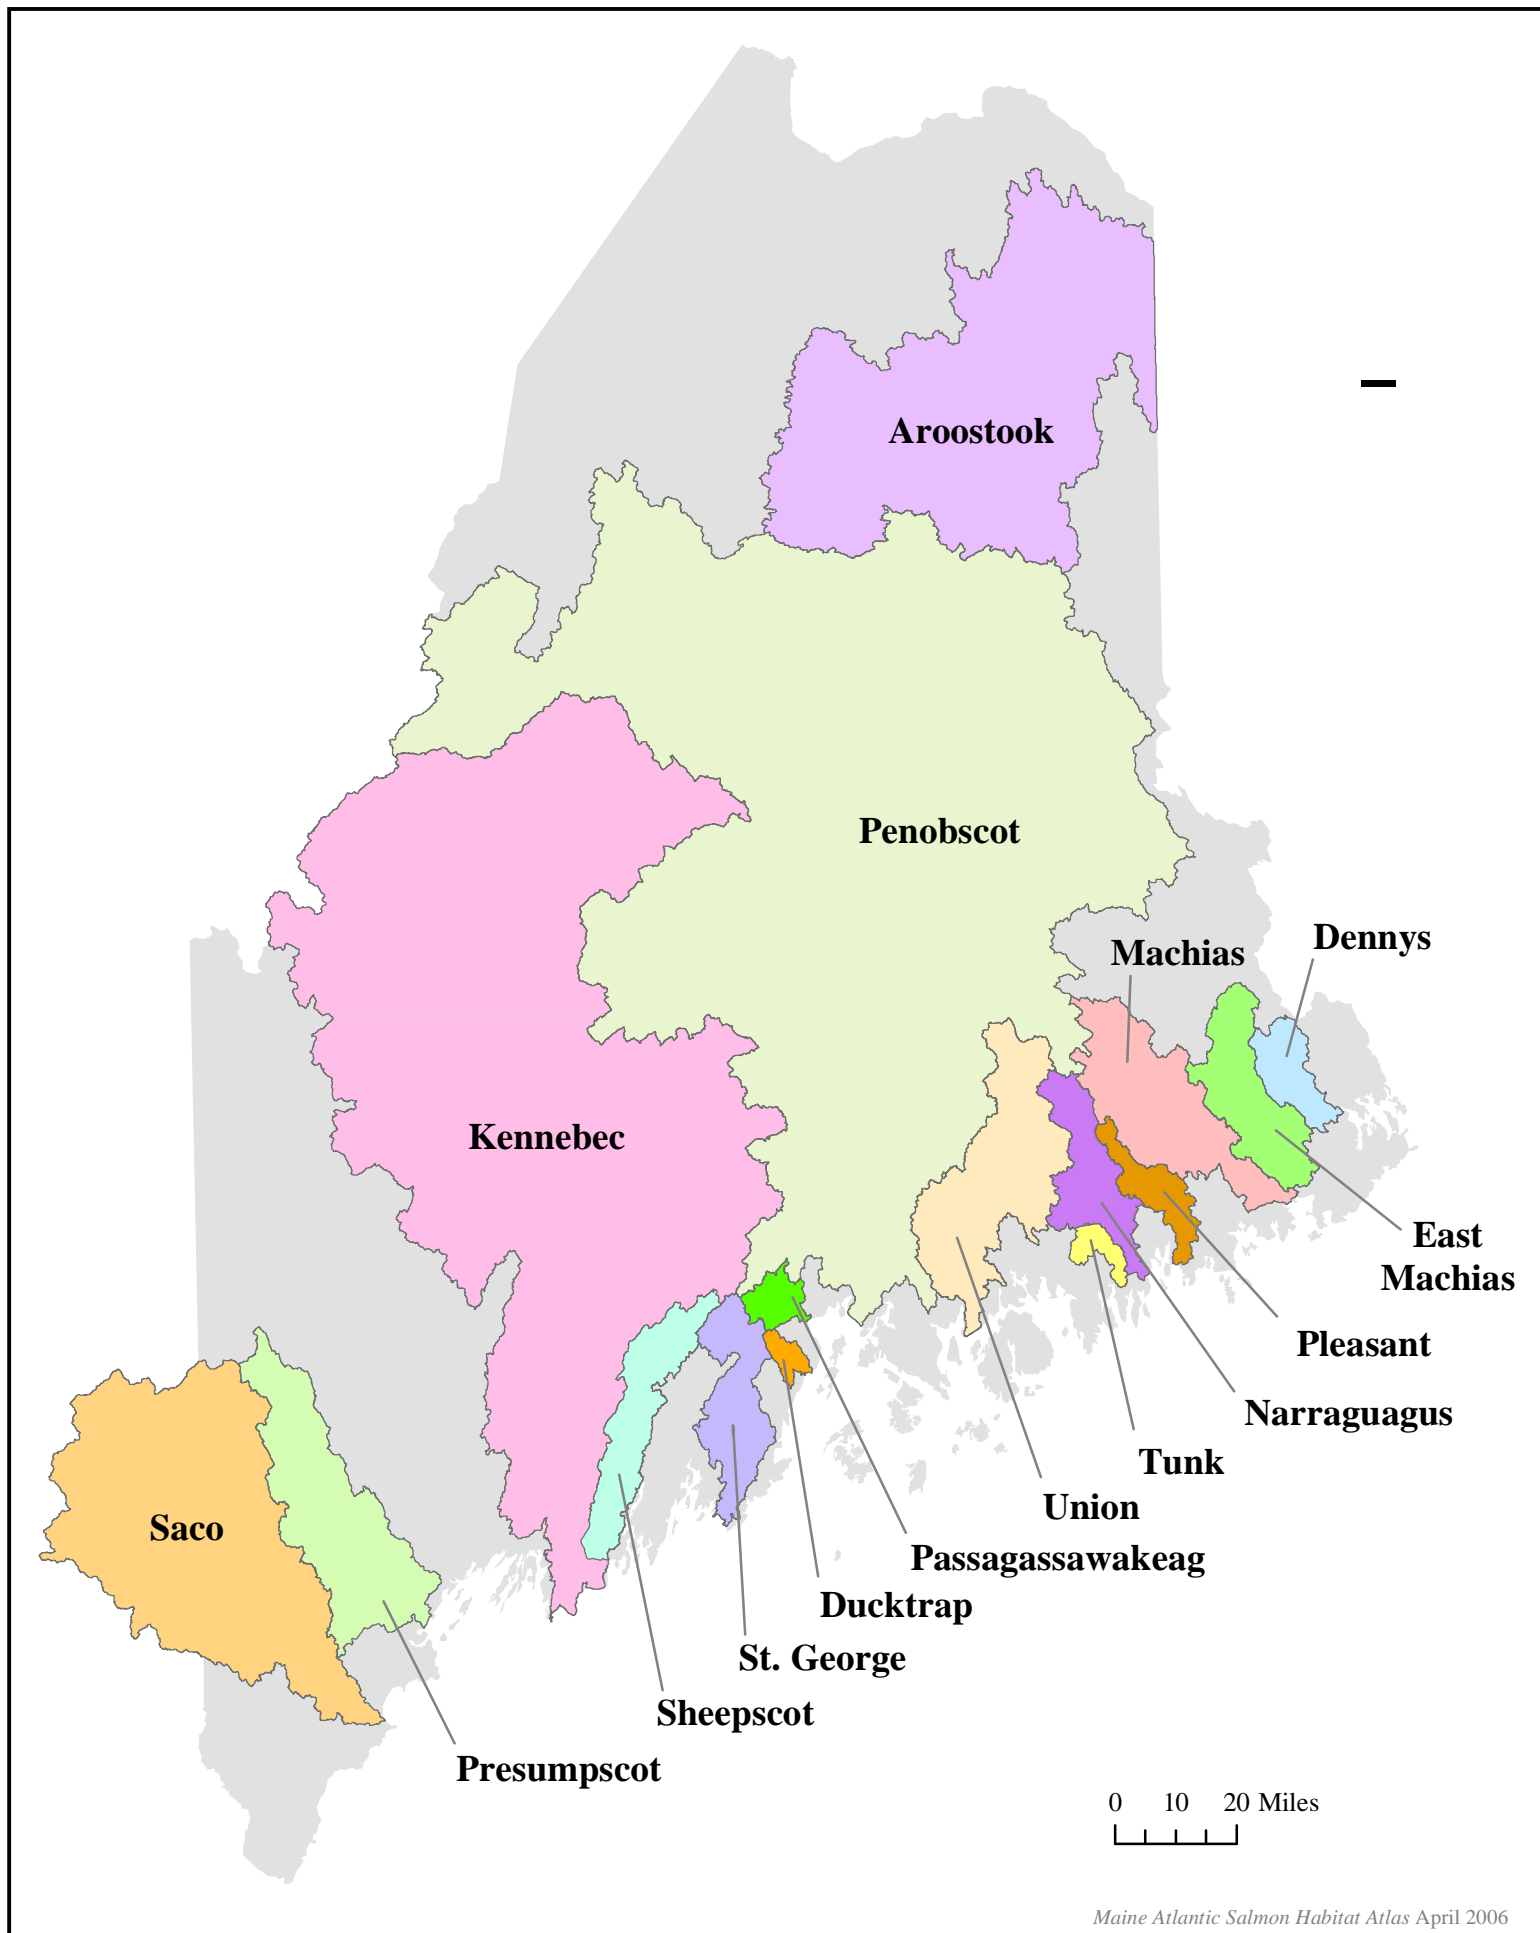 Aroostook
Penobscot
Dennys
Machias
Kennebec
East
Machias
Pleasant
Narraguagus
Tunk
Union
Saco
Passagassawakeag
Ducktrap
St. George
Sheepscot
Presumpscot
0 10 20 Miles
Maine Atlantic Salmon Habitat Atlas April 2006